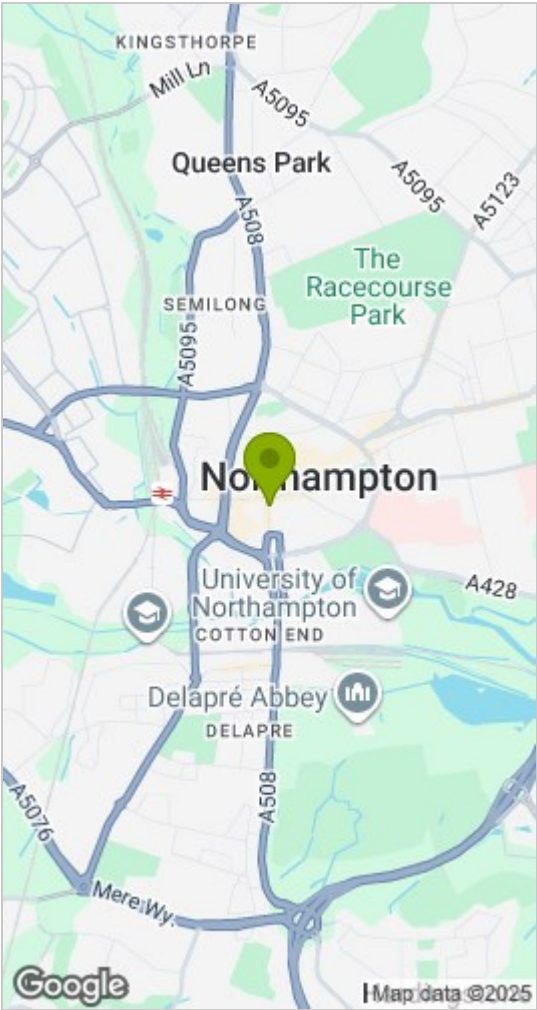 KINGSTHORPE
Mill Ln
A5095
Queens Park
A5095
A5123
A508
The
Racecourse
Park
SEMILONG
A5095
Northampton
University of
Northampton
A428
COTTON END
Delapré Abbey
DELAPRE
A508
A5076
Mere Wy.
Google
Map data ©2025